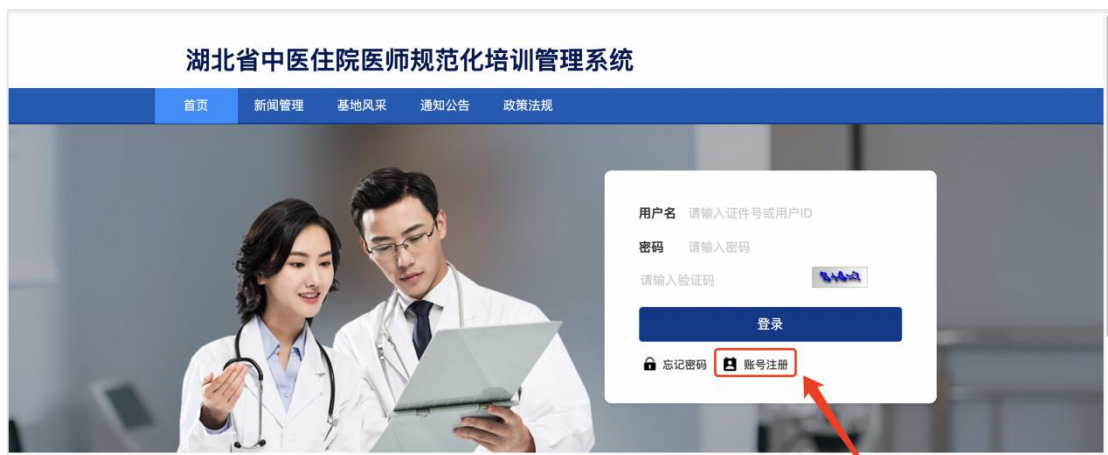 湖北省中医住院医师规范化培训管理系统
首页 新闻管理 基地风采 通知公告 政策法规
用户名 请输入证件号或用户ID
密码 请输入密码
请输入验证码
登录
忘记密码 账号注册